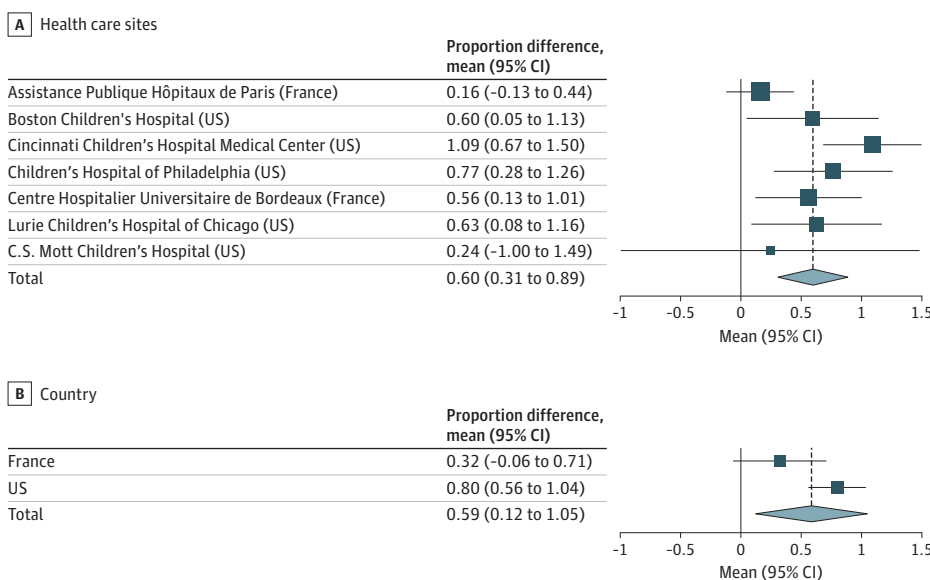 A Health care sites
Proportion difference,
mean (95% CI)
Assistance Publique Hôpitaux de Paris (France) 0.16 (-0.13 to 0.44)
Boston Children's Hospital (US) 0.60 (0.05 to 1.13)
Cincinnati Children's Hospital Medical Center (US) 1.09 (0.67 to 1.50)
Children's Hospital of Philadelphia (US) 0.77 (0.28 to 1.26)
Centre Hospitalier Universitaire de Bordeaux (France) 0.56 (0.13 to 1.01)
Lurie Children's Hospital of Chicago (US) 0.63 (0.08 to 1.16)
C.S. Mott Children's Hospital (US) 0.24 (-1.00 to 1.49)
Total 0.60 (0.31 to 0.89)
-1 -0.5 0 0.5 1 1.5
Mean (95% CI)
B Country
Proportion difference,
mean (95% CI)
France 0.32 (-0.06 to 0.71)
US 0.80 (0.56 to 1.04)
Total 0.59 (0.12 to 1.05)
-1 -0.5 0 0.5 1 1.5
Mean (95% CI)